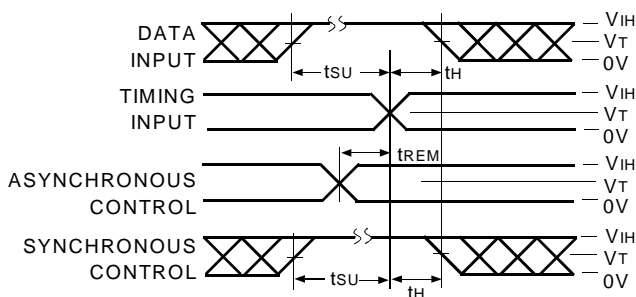 DATA
INPUT
tSU
tH
VIH
VT
0V
TIMING
INPUT
VIH
VT
0V
tREM
ASYNCHRONOUS
CONTROL
VIH
VT
0V
SYNCHRONOUS
CONTROL
tSU
tH
VIH
VT
0V